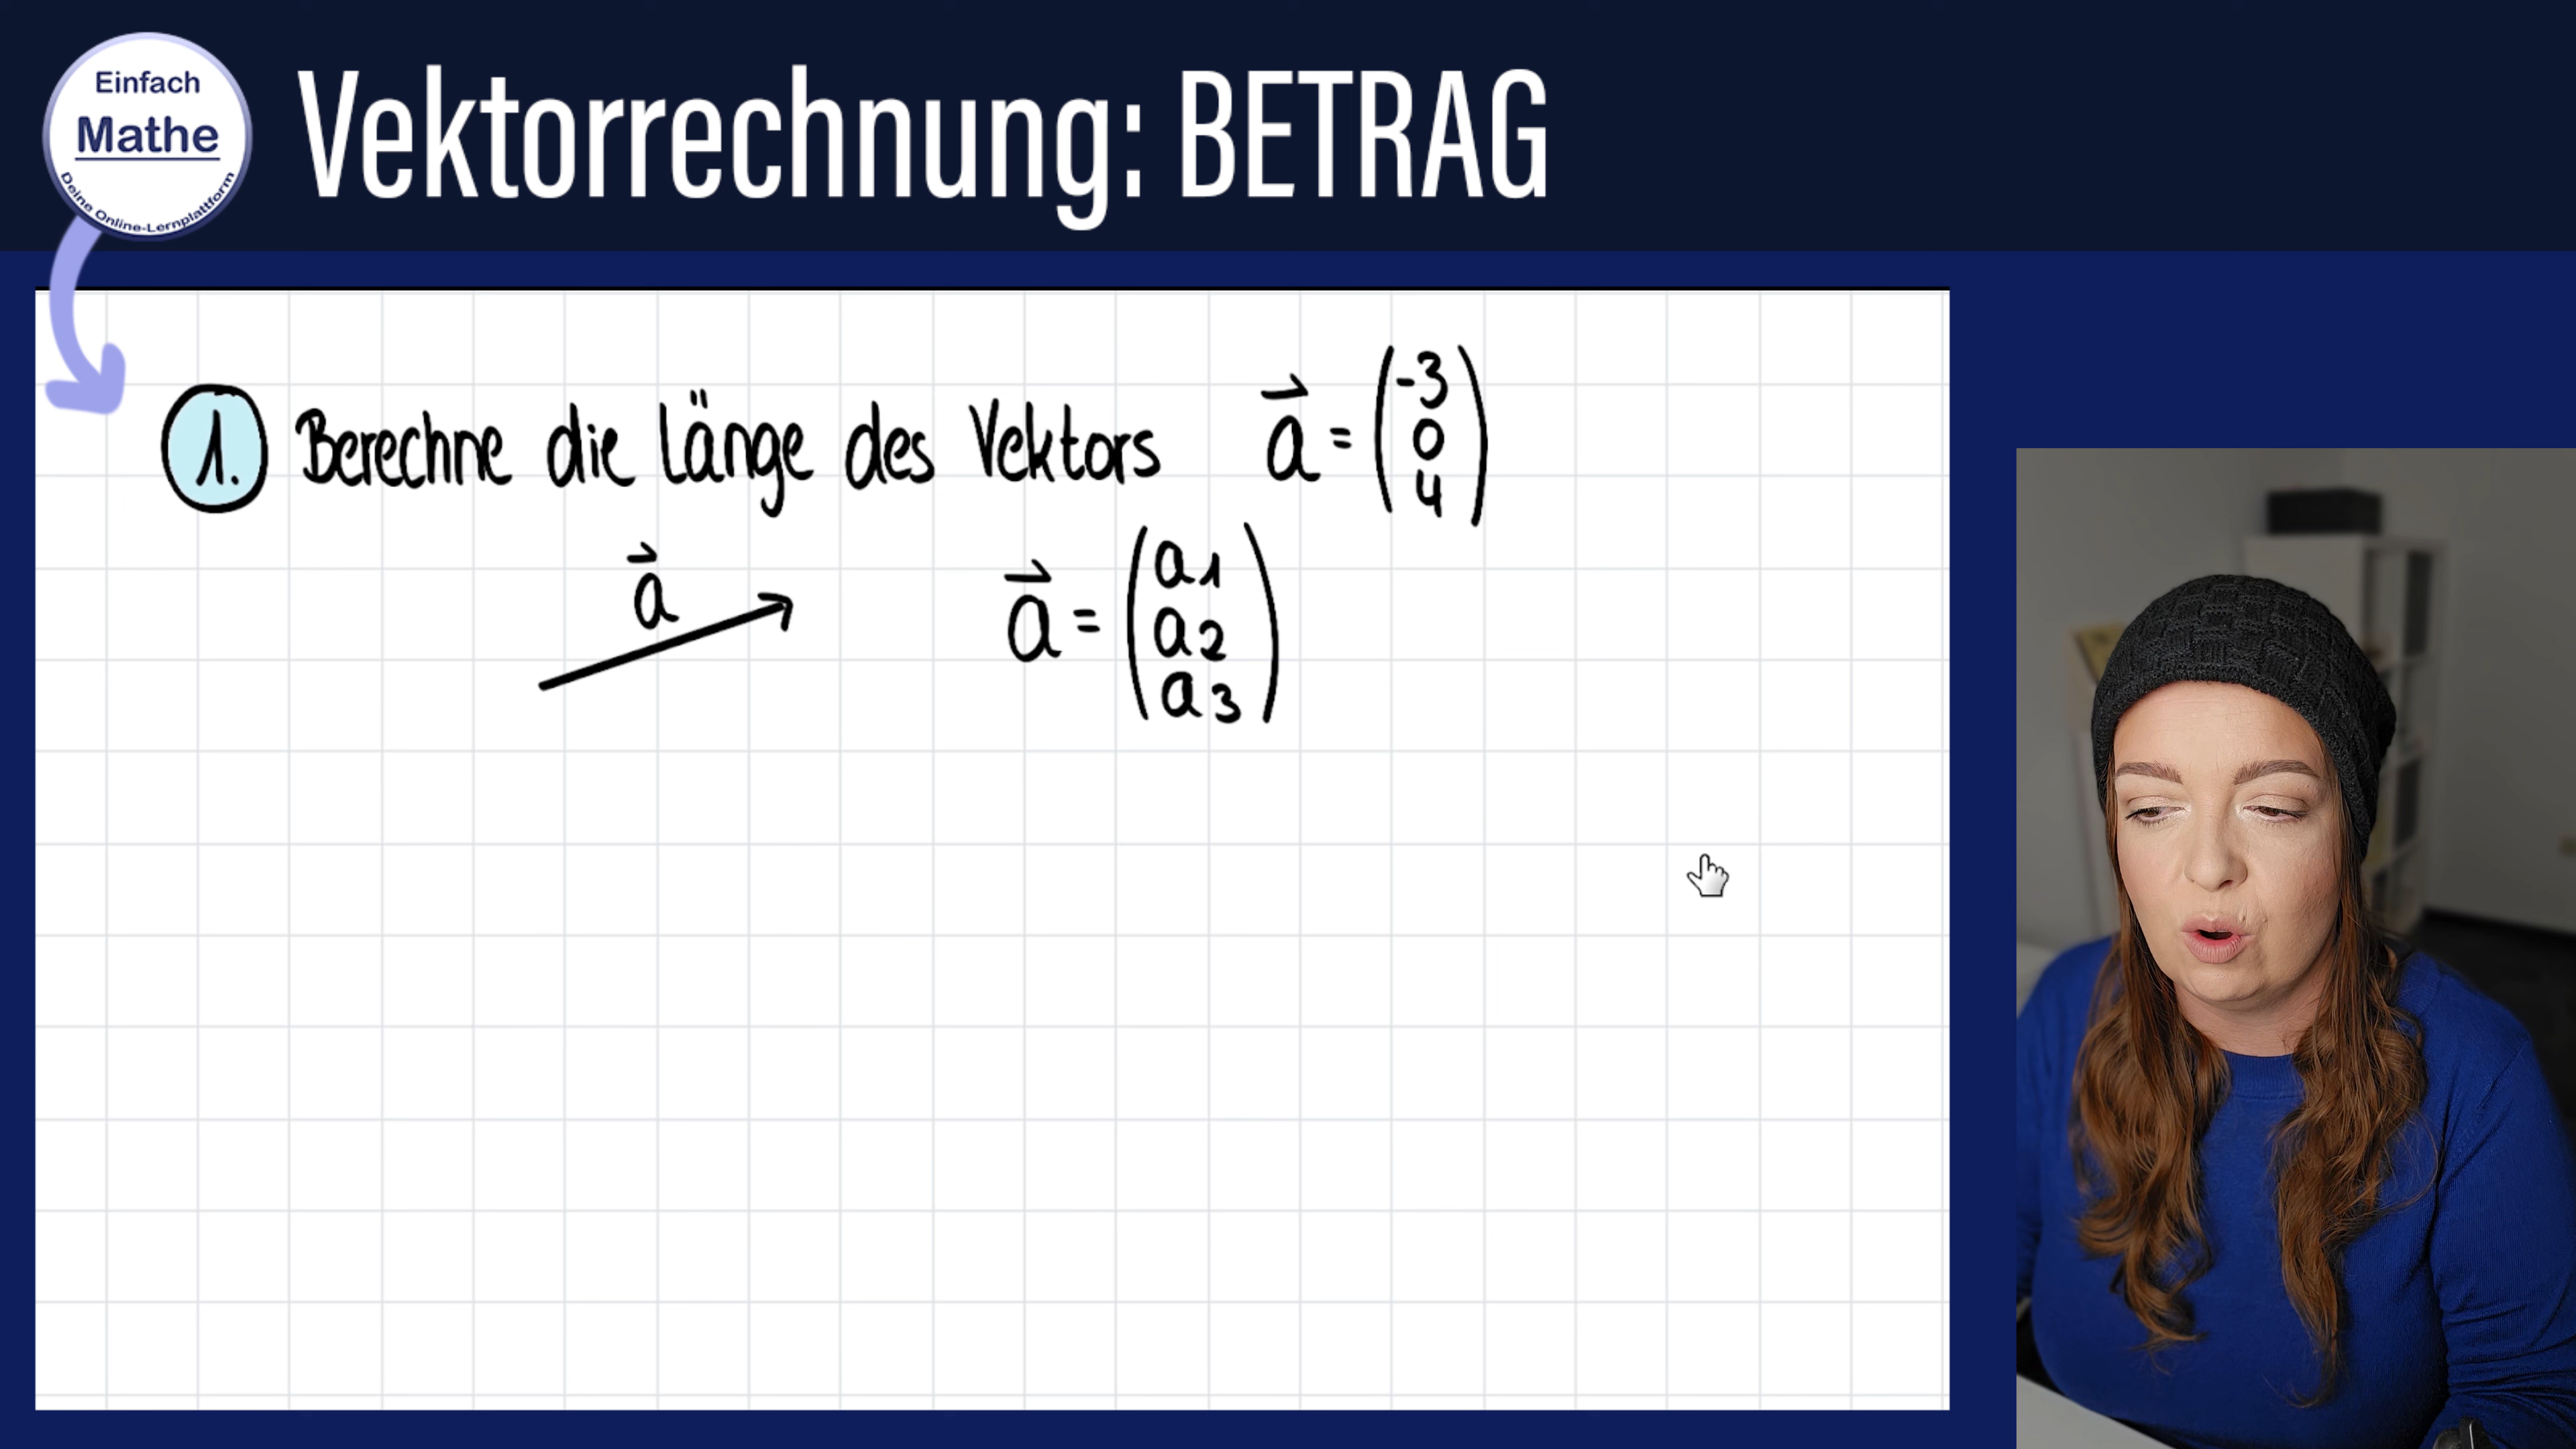 Einfach
Mathe
Deine Online-Lernplattform
Vektorrechnung: BETRAG
1. Berechne die Länge des Vektors a⃗ = (-3
0
4)
a⃗
a⃗ = (a1
a2
a3)